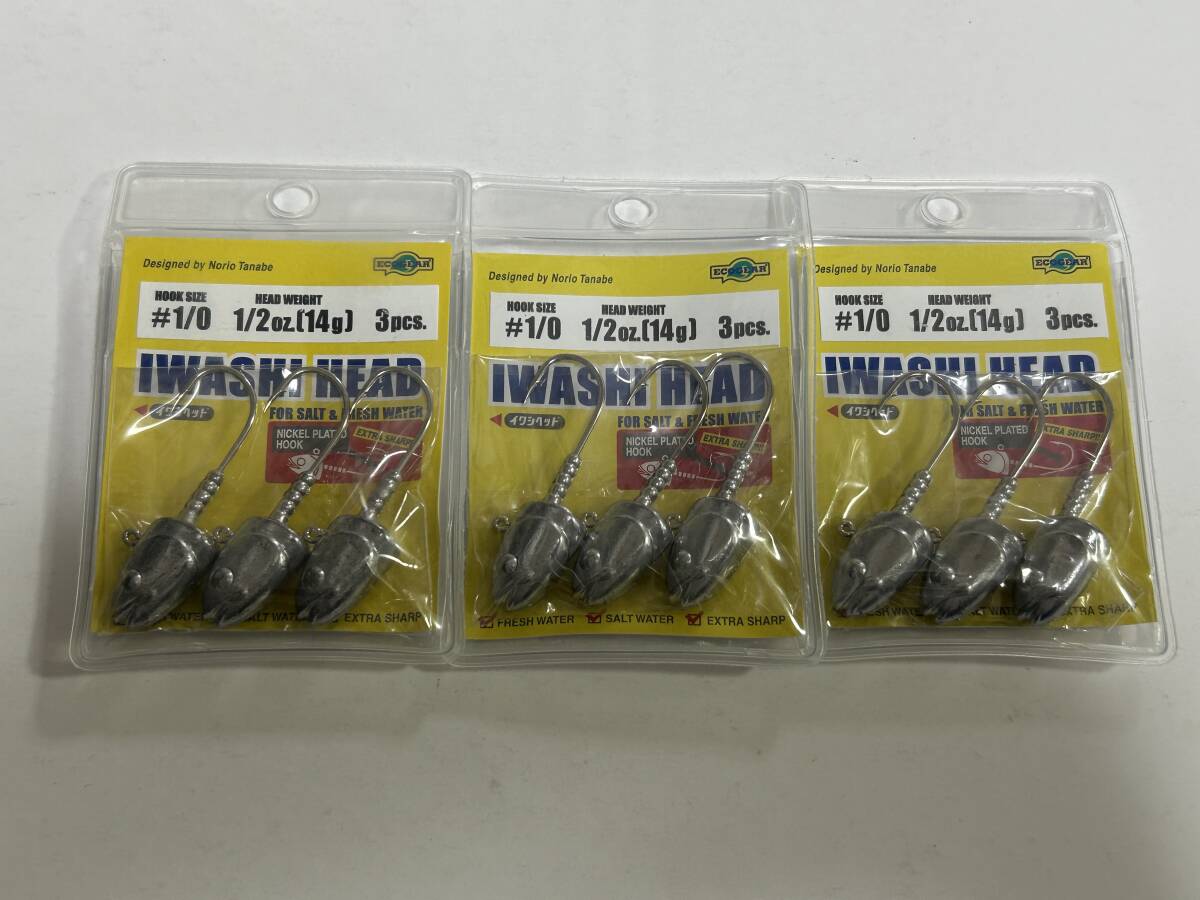 Designed by Norio Tanabe
ECOGEAR
HOOK SIZE HEAD WEIGHT
#1/0 1/2oz.(14g) 3pcs.
IWASHI HEAD
イワシヘッド
FOR SALT & FRESH WATER
NICKEL PLATED
HOOK
EXTRA SHARP
WATER
SALT WATER
EXTRA SHARP
Designed by Norio Tanabe
ECOGEAR
HOOK SIZE HEAD WEIGHT
#1/0 1/2oz.(14g) 3pcs.
IWASHI HEAD
イワシヘッド
FOR SALT & FRESH WATER
NICKEL PLATED
HOOK
EXTRA SHARP
FRESH WATER
SALT WATER
EXTRA SHARP
Designed by Norio Tanabe
ECOGEAR
HOOK SIZE HEAD WEIGHT
#1/0 1/2oz.(14g) 3pcs.
IWASHI HEAD
イワシヘッド
SALT & FRESH WATER
NICKEL PLATED
HOOK
EXTRA SHARP
FRESH WATER
WATER
EXTRA SHARP